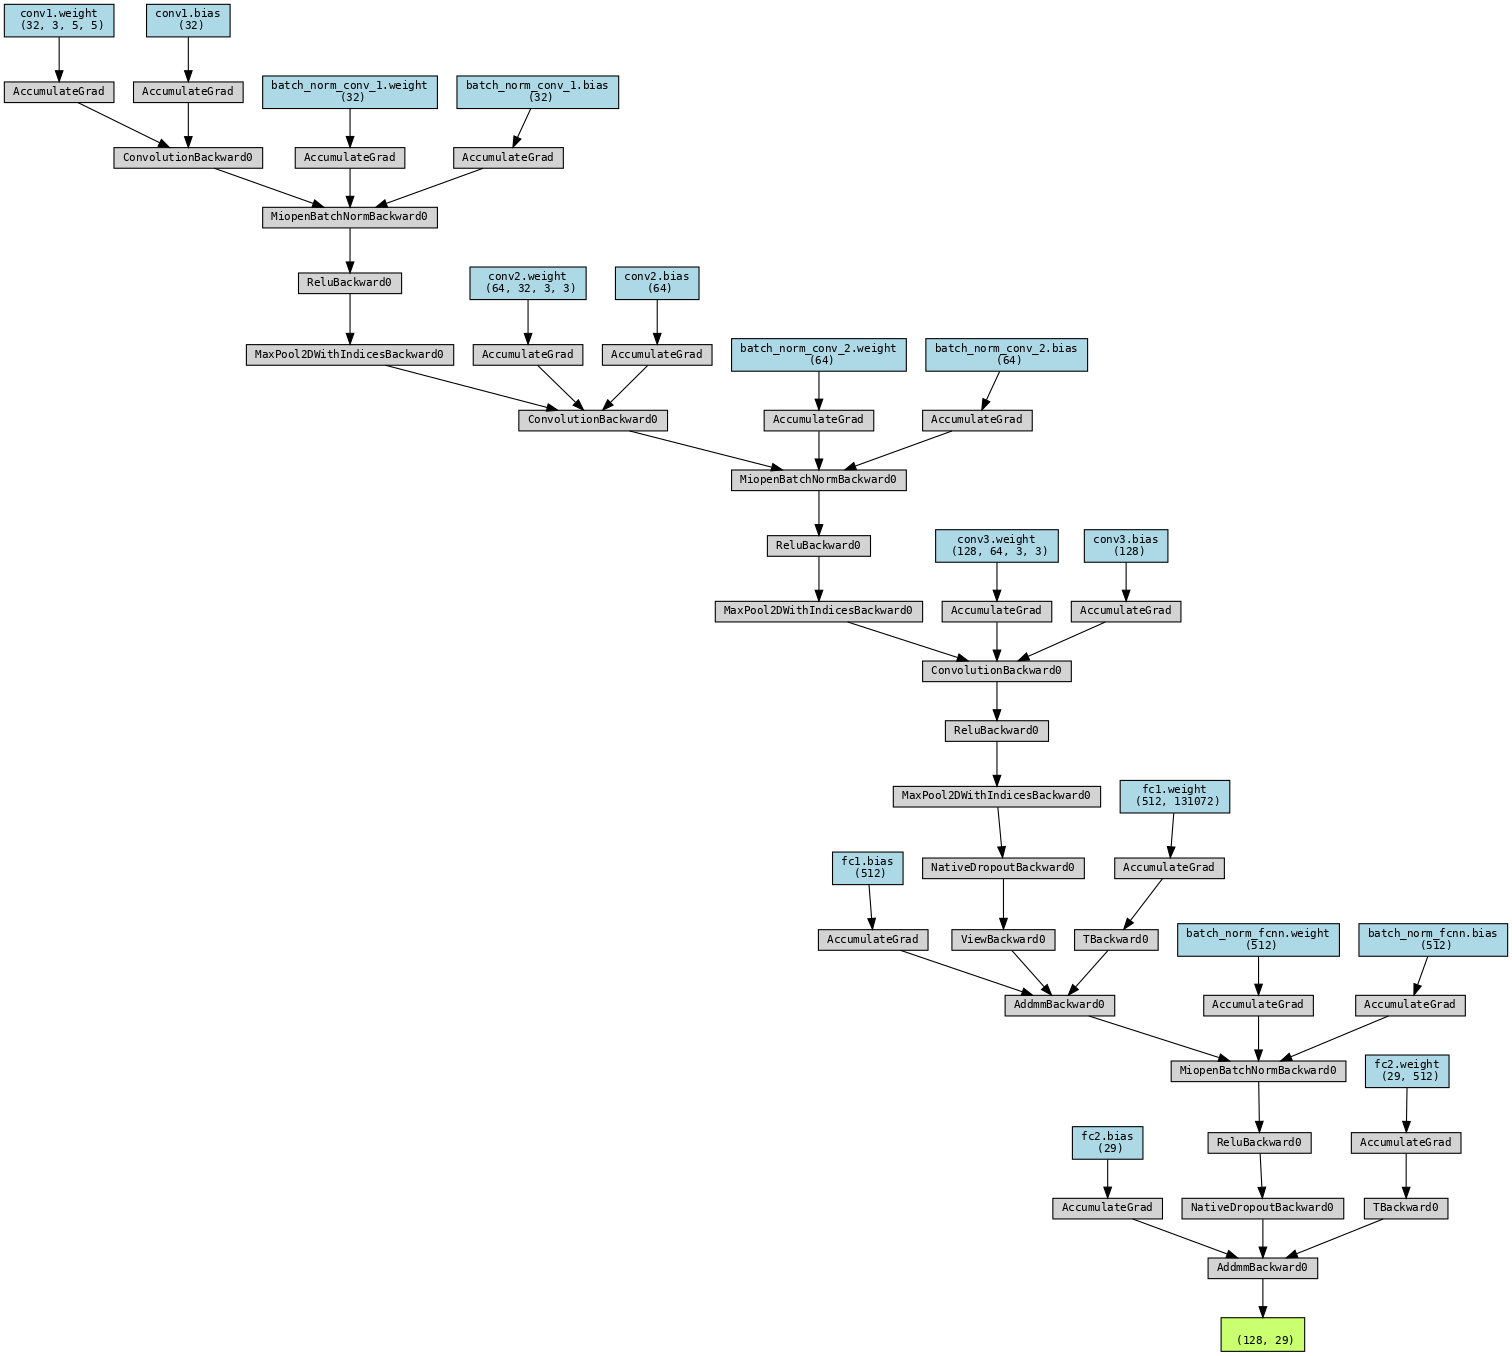 conv1.weight
(32, 3, 5, 5)
conv1.bias
(32)
AccumulateGrad
AccumulateGrad
batch_norm_conv_1.weight
(32)
batch_norm_conv_1.bias
(32)
ConvolutionBackward0
AccumulateGrad
AccumulateGrad
MiopenBatchNormBackward0
ReluBackward0
conv2.weight
(64, 32, 3, 3)
conv2.bias
(64)
MaxPool2DWithIndicesBackward0
AccumulateGrad
AccumulateGrad
batch_norm_conv_2.weight
(64)
batch_norm_conv_2.bias
(64)
ConvolutionBackward0
AccumulateGrad
AccumulateGrad
MiopenBatchNormBackward0
ReluBackward0
conv3.weight
(128, 64, 3, 3)
conv3.bias
(128)
MaxPool2DWithIndicesBackward0
AccumulateGrad
AccumulateGrad
ConvolutionBackward0
ReluBackward0
MaxPool2DWithIndicesBackward0
fc1.weight
(512, 131072)
fc1.bias
(512)
NativeDropoutBackward0
AccumulateGrad
AccumulateGrad
ViewBackward0
TBackward0
batch_norm_fcnn.weight
(512)
batch_norm_fcnn.bias
(512)
AddmmBackward0
AccumulateGrad
AccumulateGrad
MiopenBatchNormBackward0
fc2.weight
(29, 512)
fc2.bias
(29)
ReluBackward0
AccumulateGrad
AccumulateGrad
NativeDropoutBackward0
TBackward0
AddmmBackward0
(128, 29)